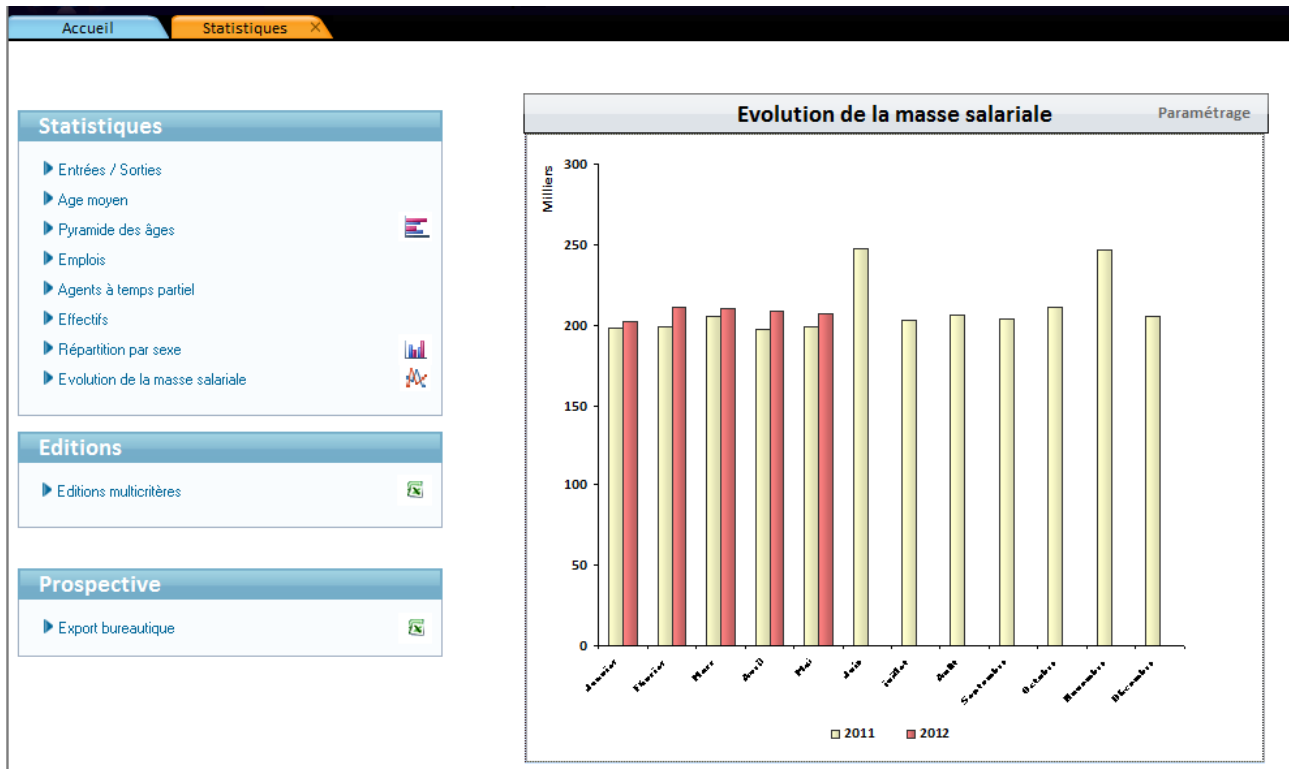 Accueil
Statistiques
Statistiques
Entrées / Sorties
Age moyen
Pyramide des âges
Emplois
Agents à temps partiel
Effectifs
Répartition par sexe
Evolution de la masse salariale
Editions
Editions multicritères
Prospective
Export bureautique
Evolution de la masse salariale
Paramétrage
Milliers
300
250
200
150
100
50
0
Janvier
Février
Mars
Avril
Mai
Juin
juillet
Août
Septembre
Octobre
Novembre
Décembre
2011
2012